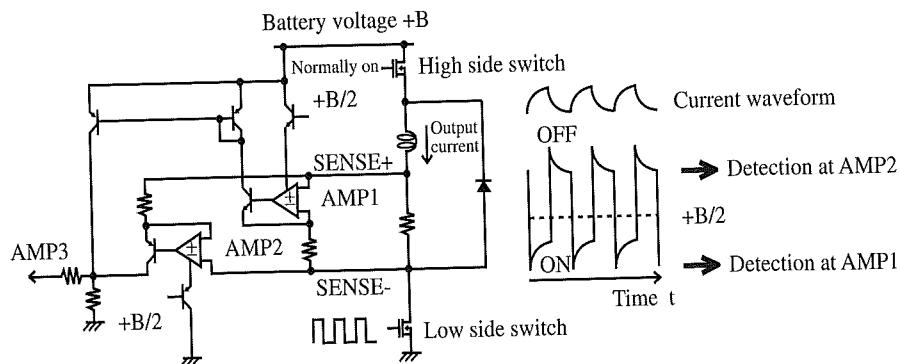 Battery voltage +B
Normally on
High side switch
+B/2
Output
current
Current waveform
OFF
SENSE+
AMP1
Detection at AMP2
AMP2
+B/2
AMP3
ON
Detection at AMP1
SENSE-
Time t
+B/2
Low side switch
±
±